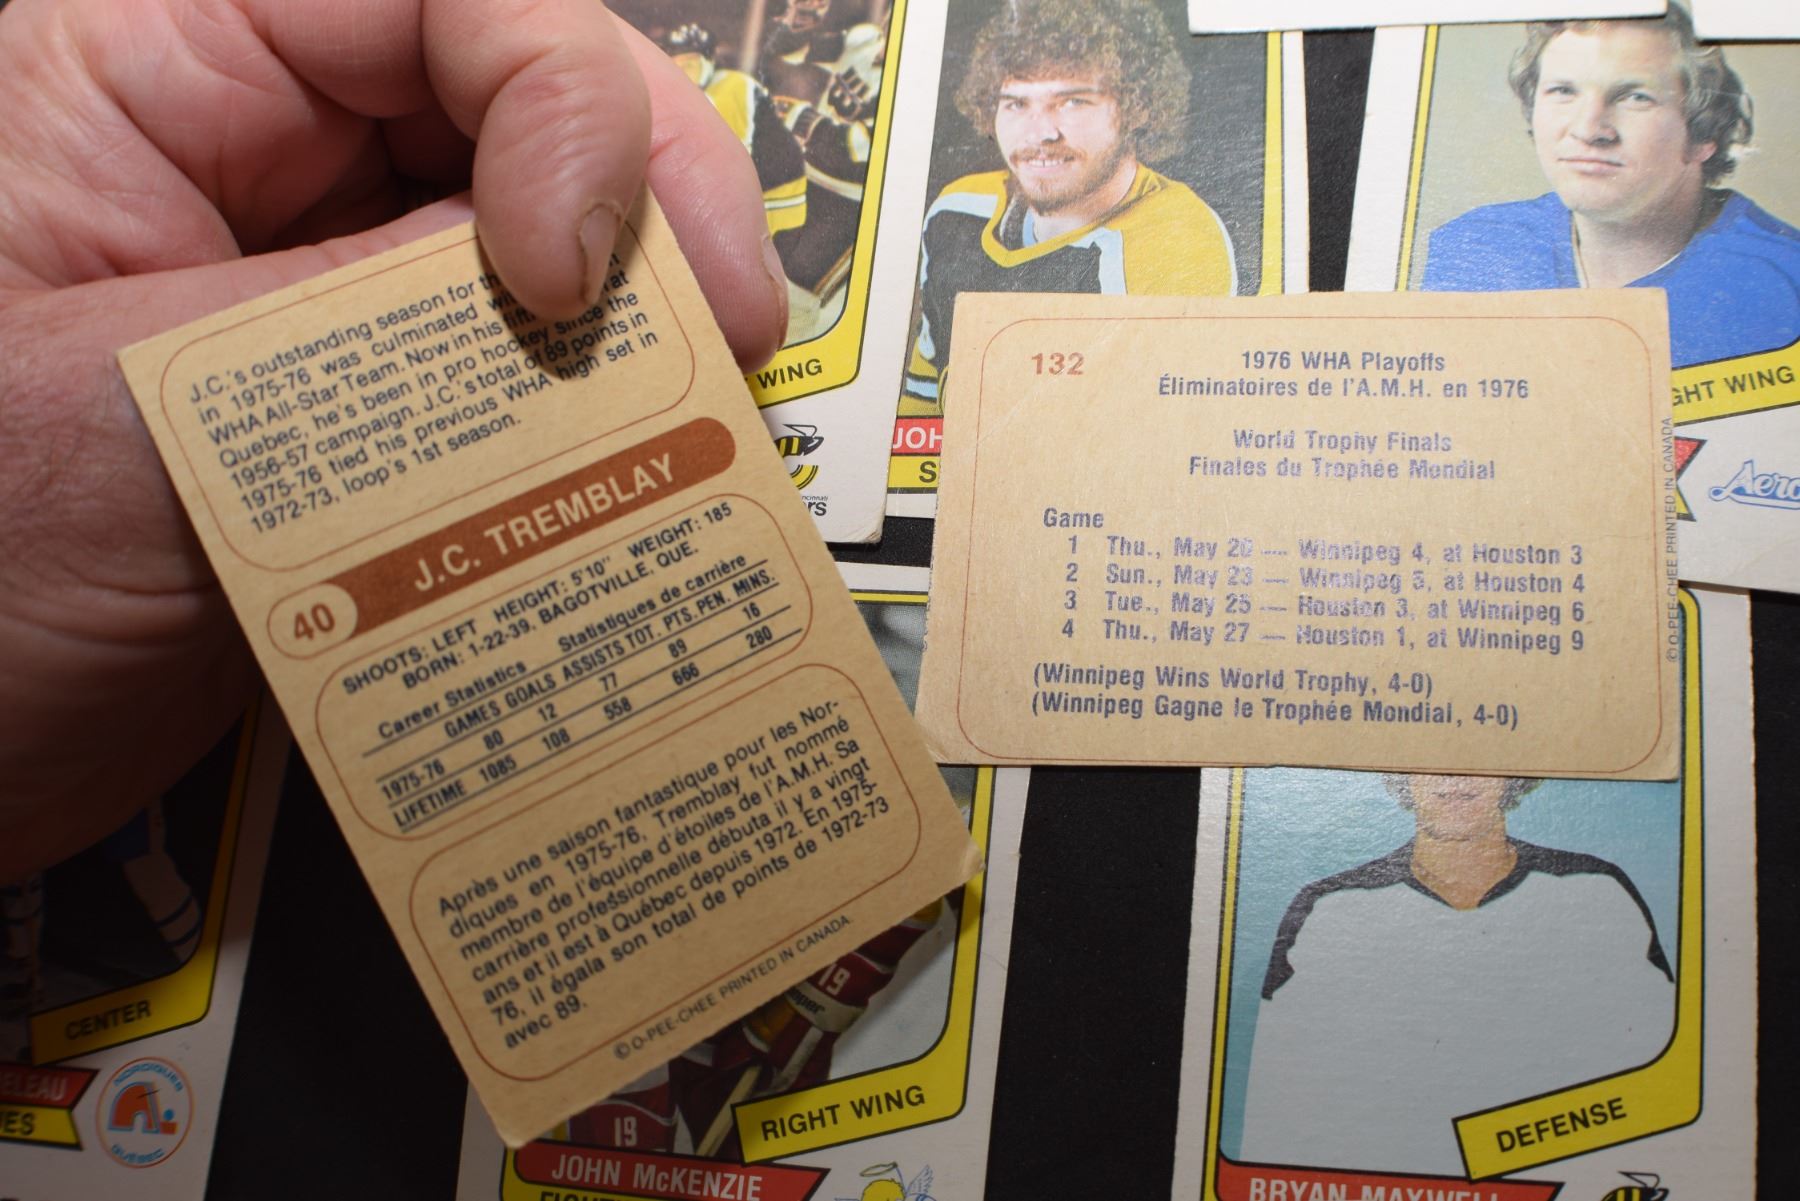 J.C.'s outstanding season for
in 1975-76 was culminated
WHA All-Star Team. Now in his
Quebec, he's been in pro hockey since the
1956-57 campaign. J.C.'s total of 89 points in
1975-76 tied his previous WHA high set in
1972-73, loop's 1st season.
40
J.C. TREMBLAY
SHOOTS: LEFT HEIGHT: 5'10" WEIGHT: 185
BORN: 1-22-39, BAGOTVILLE, QUE.
Career Statistics Statistiques de carrière
GAMES GOALS ASSISTS TOT. PTS. PEN. MINS.
1975-76 80 12 77 89 16
LIFETIME 1085 108 558 666 280
Après une saison fantastique pour les Nor-
diques en 1975-76, Tremblay fut nommé
membre de l'équipe d'étoiles de l'A.M.H. Sa
carrière professionnelle débuta il y a vingt
ans et il est à Québec depuis 1972. En 1975-
76, il égala son total de points de 1972-73
avec 89.
© O-PEE-CHEE PRINTED IN CANADA.
132
1976 WHA Playoffs
Éliminatoires de l'A.M.H. en 1976
World Trophy Finals
Finales du Trophée Mondial
Game
1 Thu., May 20 — Winnipeg 4, at Houston 3
2 Sun., May 23 — Winnipeg 5, at Houston 4
3 Tue., May 25 — Houston 3, at Winnipeg 6
4 Thu., May 27 — Houston 1, at Winnipeg 9
(Winnipeg Wins World Trophy, 4-0)
(Winnipeg Gagne le Trophée Mondial, 4-0)
© O-PEE-CHEE PRINTED IN CANADA
WING
JOH
S
GHT WING
Aero
CENTER
ELEAU
ES
NORDIQUES
QUÉBEC
19
19
RIGHT WING
JOHN McKENZIE
DEFENSE
BRYAN MAXWELL